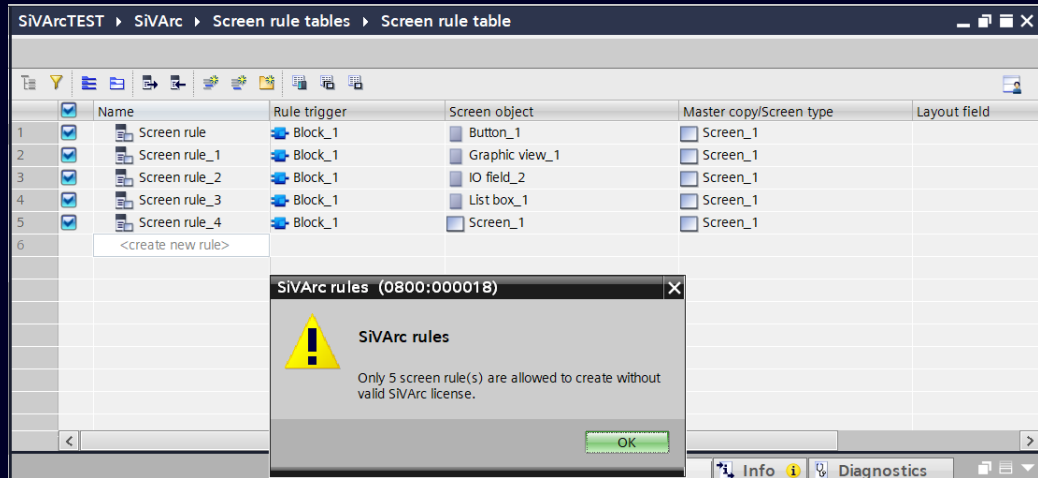 SiVArcTEST ▸ SiVArc ▸ Screen rule tables ▸ Screen rule table
Name Rule trigger Screen object Master copy/Screen type Layout field
1 Screen rule Block_1 Button_1 Screen_1
2 Screen rule_1 Block_1 Graphic view_1 Screen_1
3 Screen rule_2 Block_1 IO field_2 Screen_1
4 Screen rule_3 Block_1 List box_1 Screen_1
5 Screen rule_4 Block_1 Screen_1 Screen_1
6 <create new rule>
SiVArc rules (0800:000018)
SiVArc rules
Only 5 screen rule(s) are allowed to create without
valid SiVArc license.
OK
Info Diagnostics